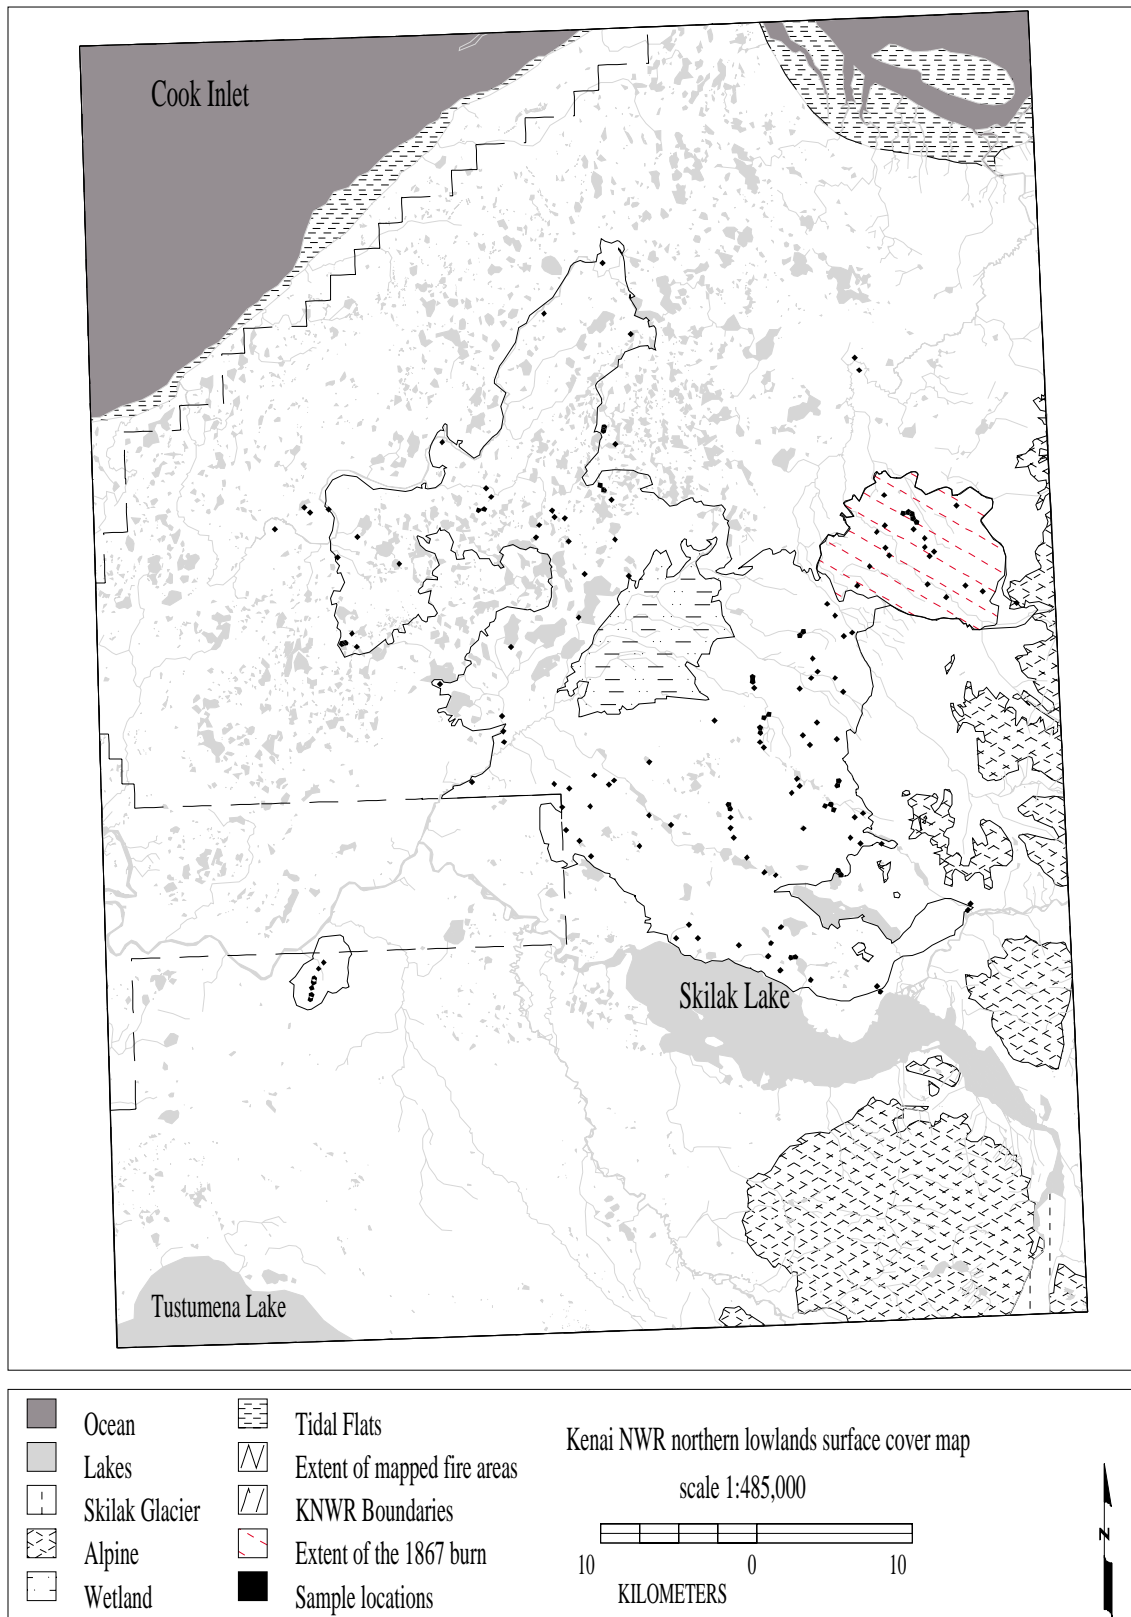 Cook Inlet
Skilak Lake
Tustumena Lake
Ocean
Lakes
Skilak Glacier
Alpine
Wetland
Tidal Flats
Extent of mapped fire areas
KNWR Boundaries
Extent of the 1867 burn
Sample locations
Kenai NWR northern lowlands surface cover map
scale 1:485,000
10 0 10
KILOMETERS
N